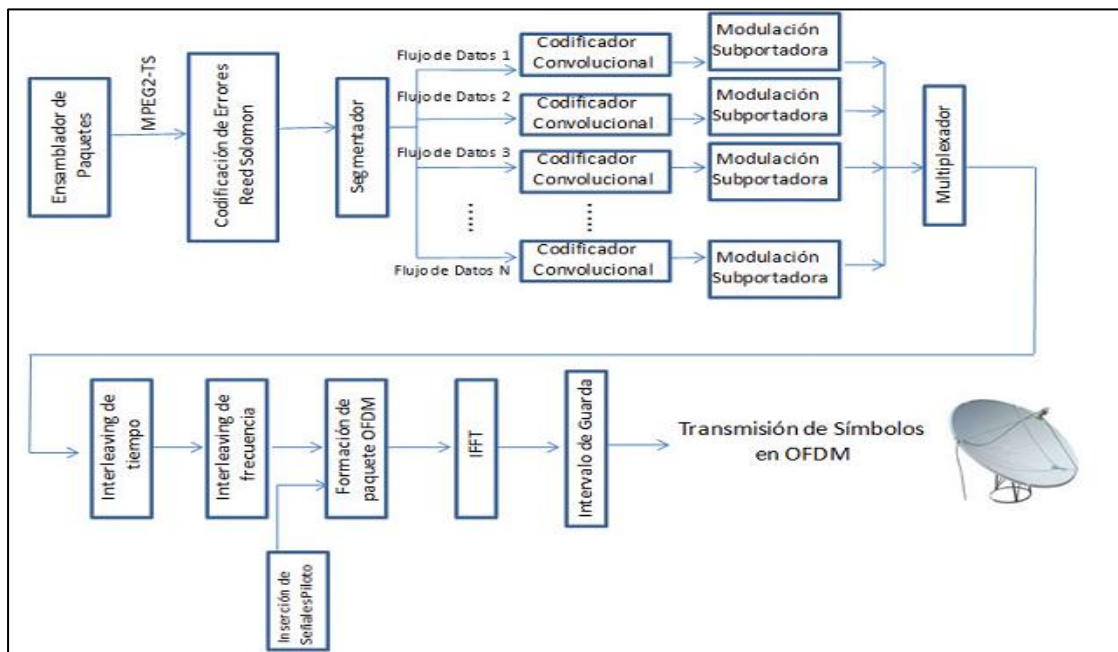 Ensamblador de
Paquetes
MPEG2-TS
Codificación de Errores
Reed Solomon
Segmentador
Flujo de Datos 1
Codificador
Convolucional
Modulación
Subportadora
Flujo de Datos 2
Codificador
Convolucional
Modulación
Subportadora
Flujo de Datos 3
Codificador
Convolucional
Modulación
Subportadora
Flujo de Datos N
Codificador
Convolucional
Modulación
Subportadora
Multiplexador
Interleaving de
tiempo
Interleaving de
frecuencia
Inserción de
Señales Piloto
Formación de
paquete OFDM
IFFT
Intervalo de Guarda
Transmisión de Símbolos
en OFDM